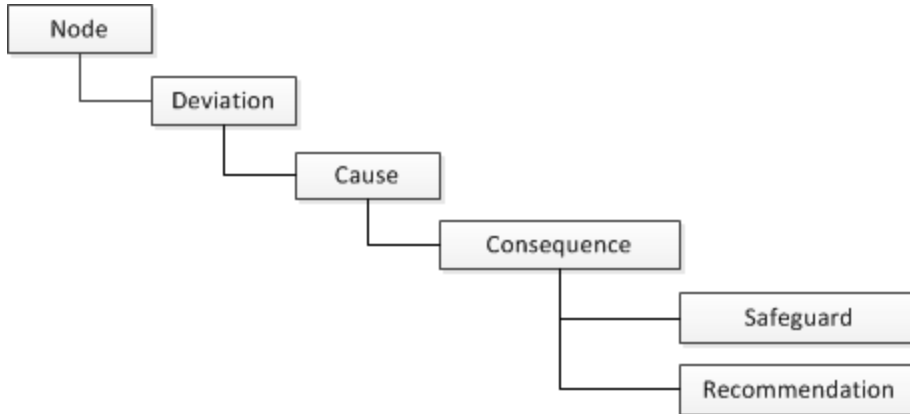 Node
Deviation
Cause
Consequence
Safeguard
Recommendation